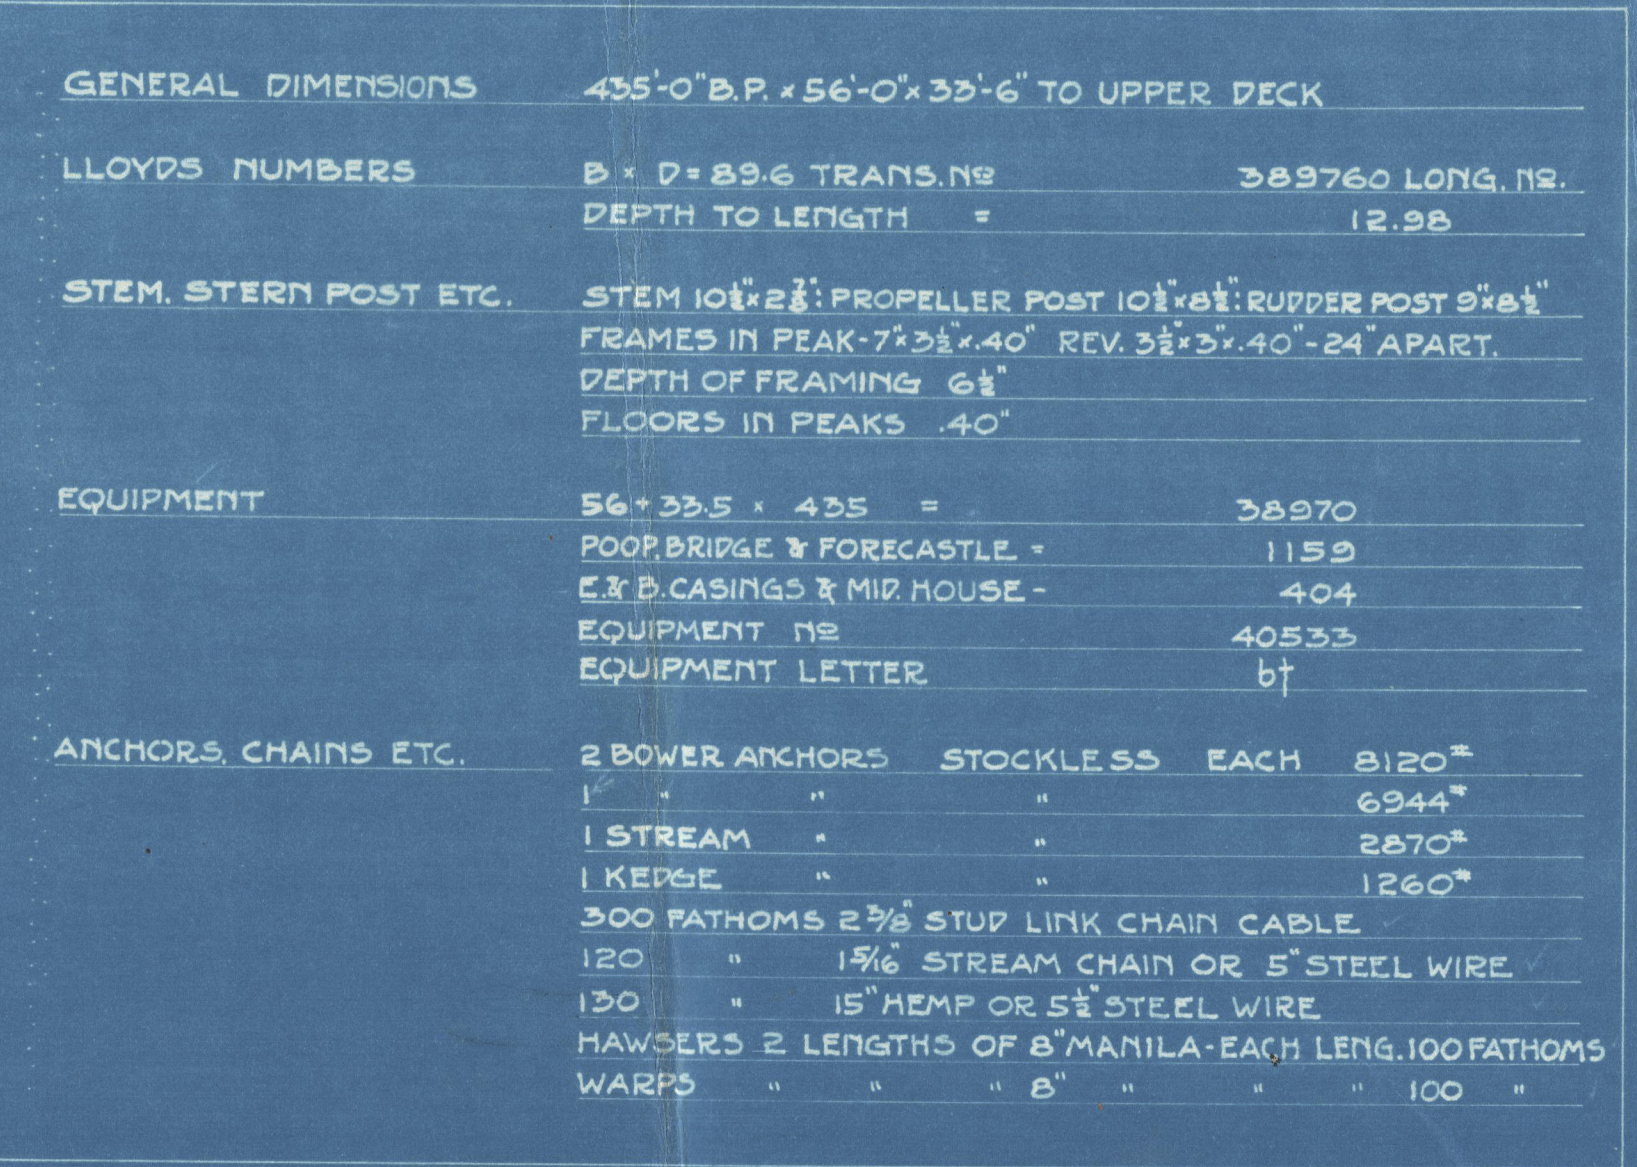 GENERAL DIMENSIONS 435'-0" B.P. × 56'-0" × 33'-6" TO UPPER DECK
LLOYDS NUMBERS B × D = 89.6 TRANS. Nº 389760 LONG. Nº.
DEPTH TO LENGTH = 12.98
STEM. STERN POST ETC. STEM 10½" × 2⅞": PROPELLER POST 10½" × 8½": RUDDER POST 9" × 8½"
FRAMES IN PEAK - 7" × 3½" × .40" REV. 3½" × 3" × .40" - 24" APART.
DEPTH OF FRAMING 6½"
FLOORS IN PEAKS .40"
EQUIPMENT 56 + 33.5 × 435 = 38970
POOP, BRIDGE & FORECASTLE = 1159
E. & B. CASINGS & MID. HOUSE - 404
EQUIPMENT Nº 40533
EQUIPMENT LETTER b†
ANCHORS, CHAINS ETC. 2 BOWER ANCHORS STOCKLESS EACH 8120#
1 " " " 6944#
1 STREAM " " 2870#
1 KEDGE " " 1260#
300 FATHOMS 2 3/8" STUD LINK CHAIN CABLE
120 " 1 5/16" STREAM CHAIN OR 5" STEEL WIRE
130 " 15" HEMP OR 5½" STEEL WIRE
HAWSERS 2 LENGTHS OF 8" MANILA - EACH LENG. 100 FATHOMS
WARPS " " " 8" " " " 100 "